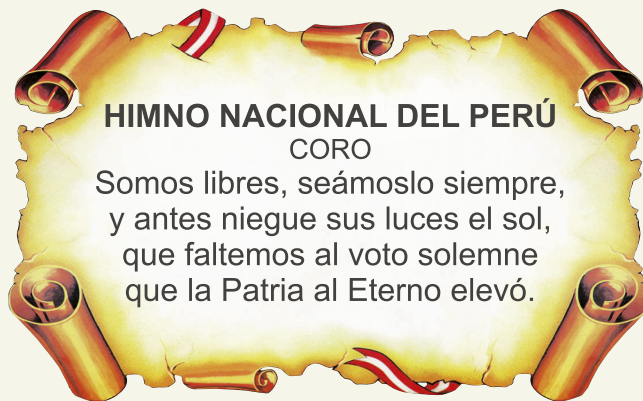 HIMNO NACIONAL DEL PERÚ
CORO
Somos libres, seámoslo siempre,
y antes niegue sus luces el sol,
que faltemos al voto solemne
que la Patria al Eterno elevó.